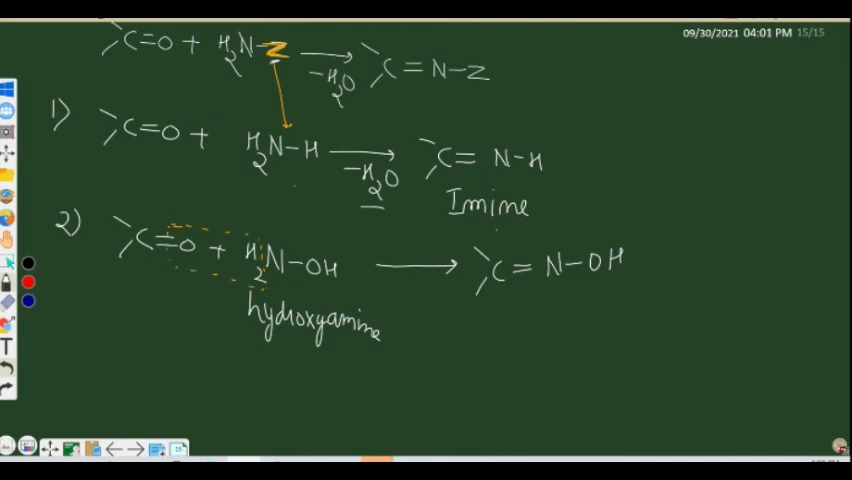 09/30/2021 04:01 PM 15/15
>C=O + H2N-Z → -H2O >C=N-Z
1) >C=O + H2N-H → -H2O >C=N-H
Imine
2) >C=O + H2N-OH → >C=N-OH
hydroxyamine
T